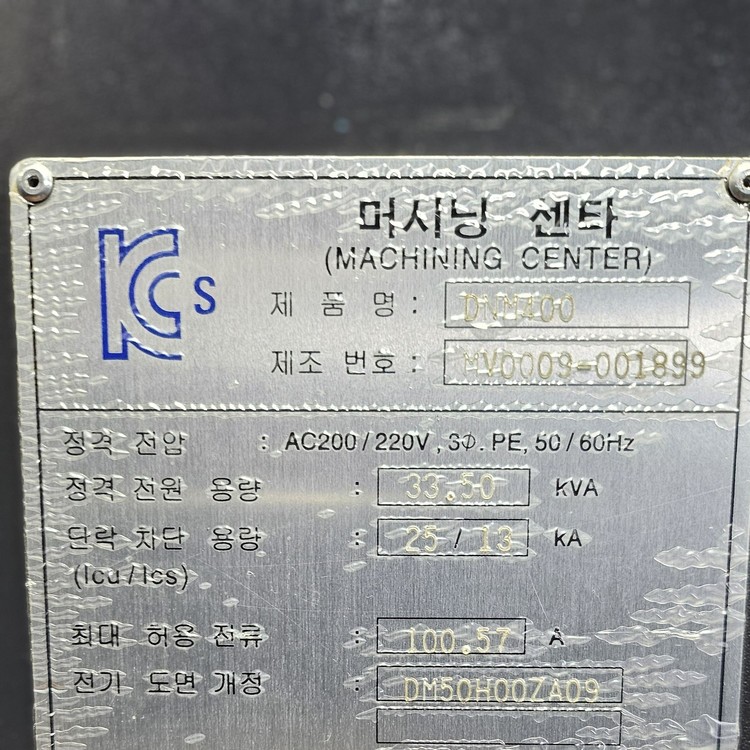 머시닝 센타
(MACHINING CENTER)
KCs
제 품 명 : DNM400
제조 번호 : MV0009-001899
정격 전압 : AC200/220V, 3Φ. PE, 50/60Hz
정격 전원 용량 : 33.50 kVA
단락 차단 용량 : 25 / 13 kA
(Icu/Ics)
최대 허용 전류 : 100.57 A
전기 도면 개정 : DM50H00ZA09